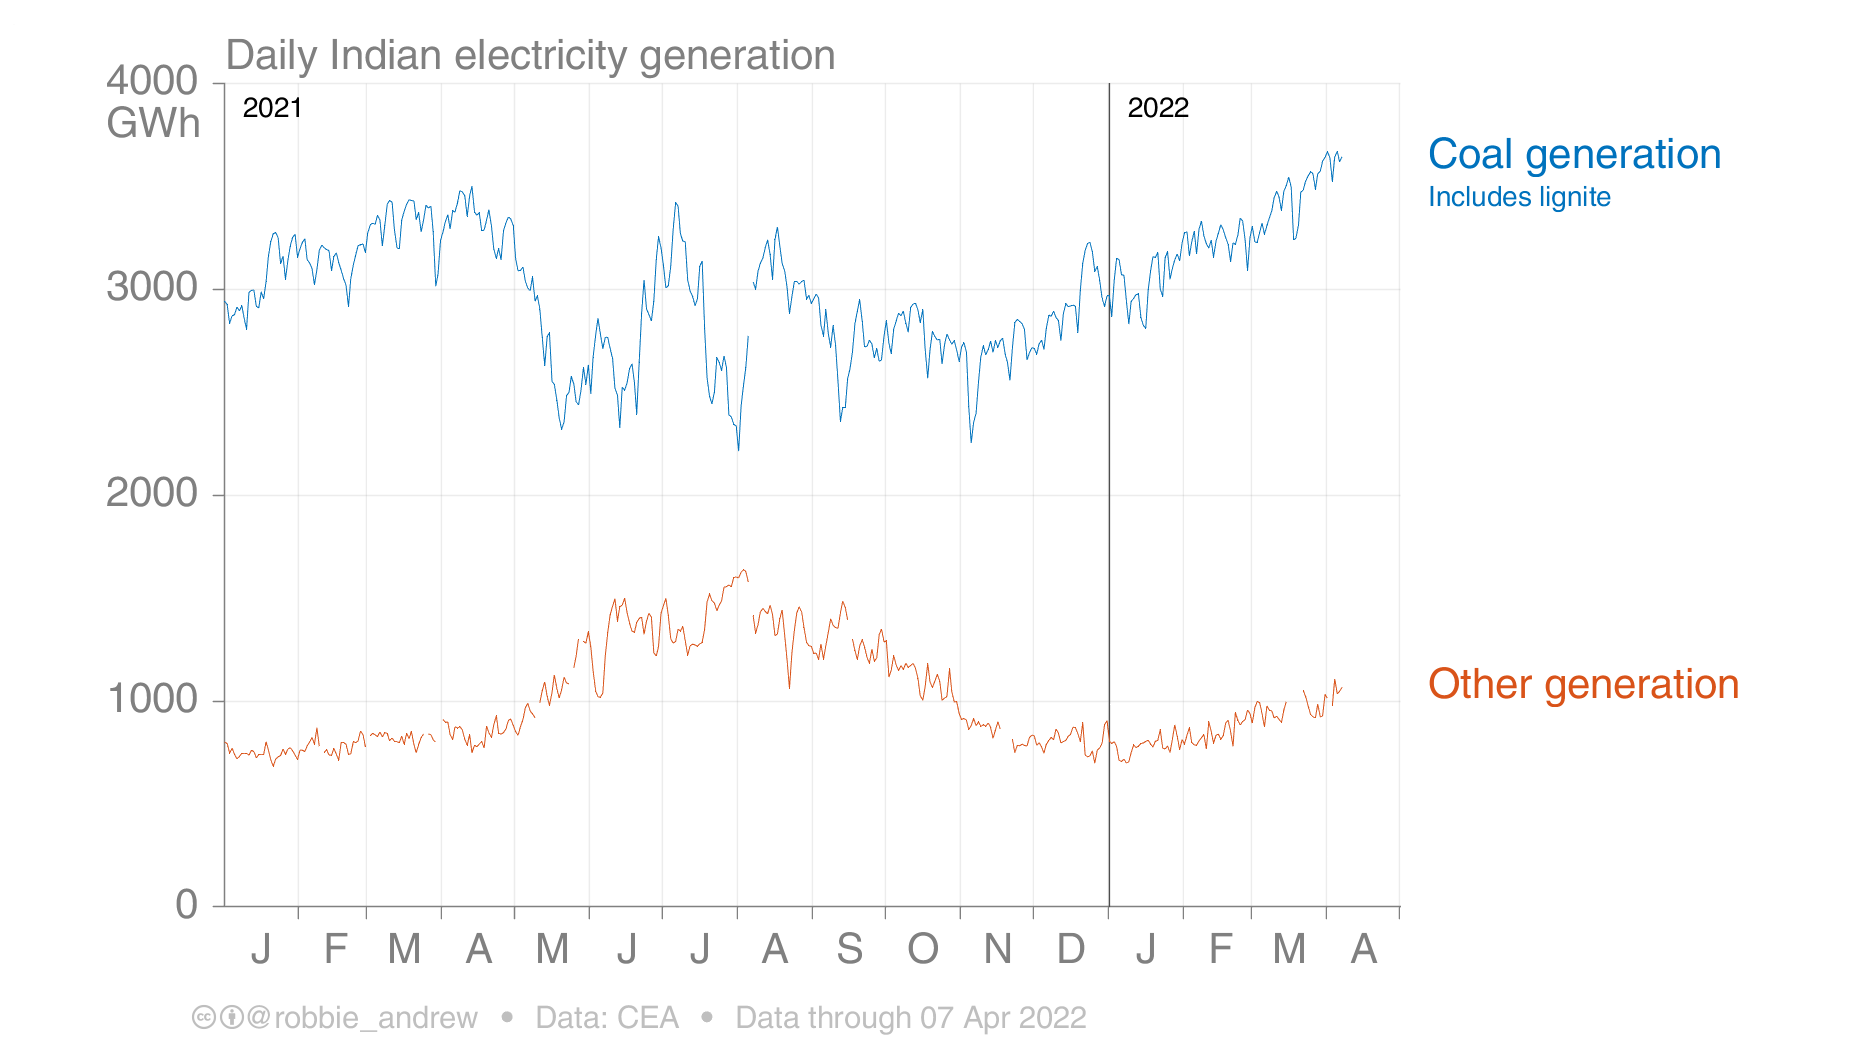 Daily Indian electricity generation
4000
GWh
2021
2022
Coal generation
Includes lignite
3000
2000
Other generation
1000
0
J F M A M J J A S O N D J F M A
cc @robbie_andrew • Data: CEA • Data through 07 Apr 2022